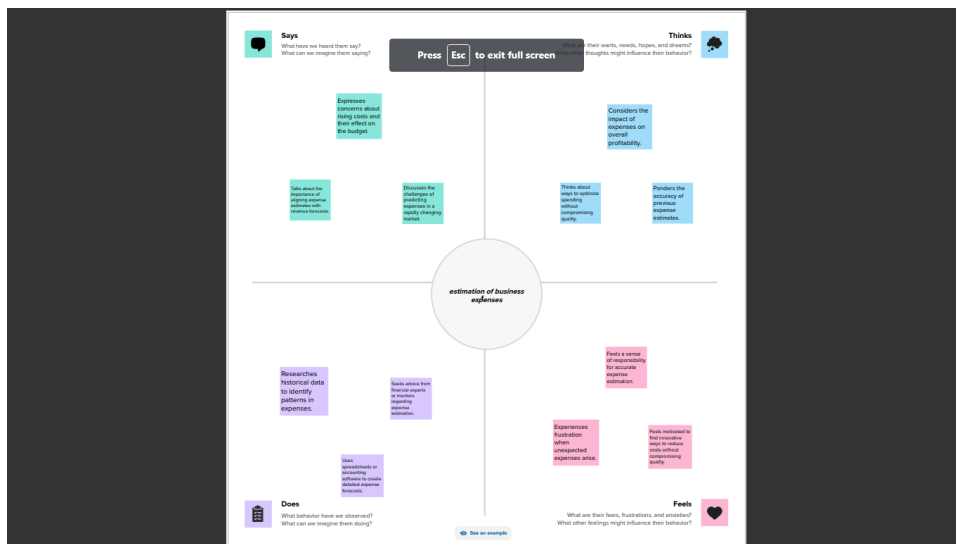 Says
What have we heard them say?
What can we imagine them saying?
Thinks
are their wants, needs, hopes, and dreams?
thoughts might influence their behavior?
Press Esc to exit full screen
Expresses
concerns about
rising costs and
their effect on
the budget.
Considers the
impact of
expenses on
overall
profitability.
Talks about the
importance of
aligning expense
estimates with
revenue forecasts.
Discusses the
challenges of
predicting
expenses in a
rapidly changing
market.
Thinks about
ways to optimize
spending
without
compromising
quality.
Ponders the
accuracy of
previous
expense
estimates.
estimation of business
expenses
Researches
historical data
to identify
patterns in
expenses.
Seeks advice from
financial experts
or mentors
regarding
expense
estimation.
Uses
spreadsheets or
accounting
software to create
detailed expense
forecasts.
Feels a sense
of responsibility
for accurate
expense
estimation.
Experiences
frustration
when
unexpected
expenses arise.
Feels motivated to
find innovative
ways to reduce
costs without
compromising
quality.
Does
What behavior have we observed?
What can we imagine them doing?
Feels
What are their fears, frustrations, and anxieties?
What other feelings might influence their behavior?
See an example